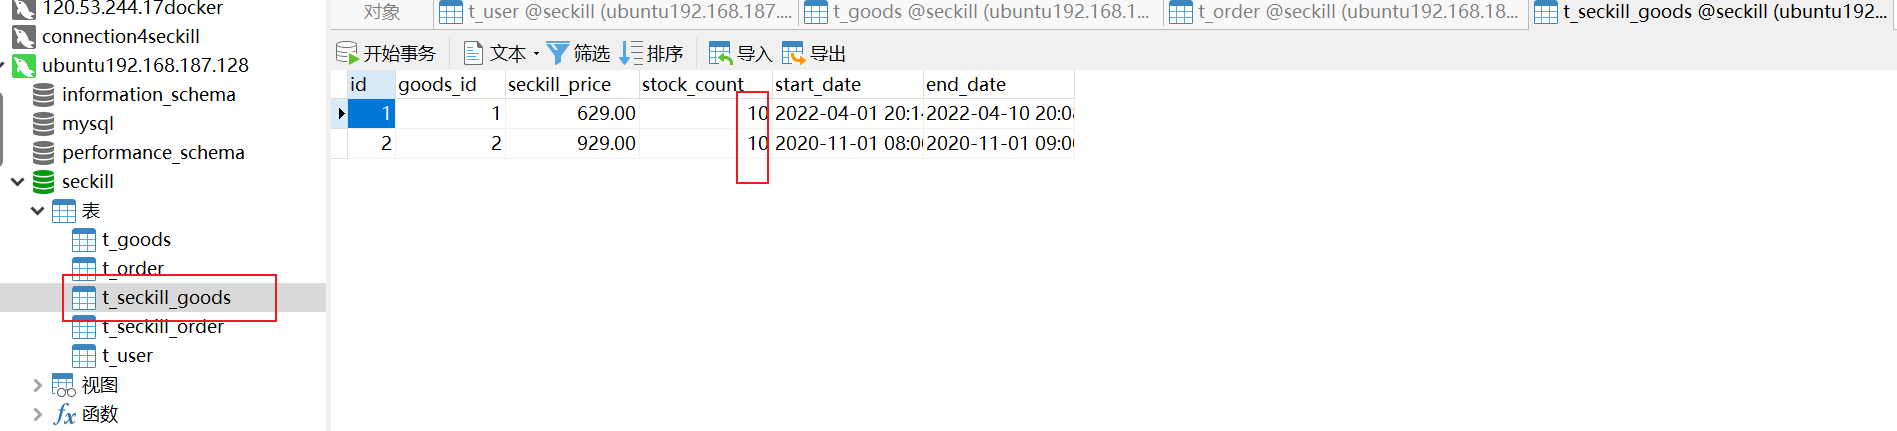 120.53.244.17docker
connection4seckill
ubuntu192.168.187.128
information_schema
mysql
performance_schema
seckill
表
t_goods
t_order
t_seckill_goods
t_seckill_order
t_user
视图
函数
对象 t_user @seckill (ubuntu192.168.187.... t_goods @seckill (ubuntu192.168.1... t_order @seckill (ubuntu192.168.18... t_seckill_goods @seckill (ubuntu192...
开始事务 文本 筛选 排序 导入 导出
id goods_id seckill_price stock_count start_date end_date
1 1 629.00 10 2022-04-01 20:14 2022-04-10 20:08
2 2 929.00 10 2020-11-01 08:00 2020-11-01 09:00